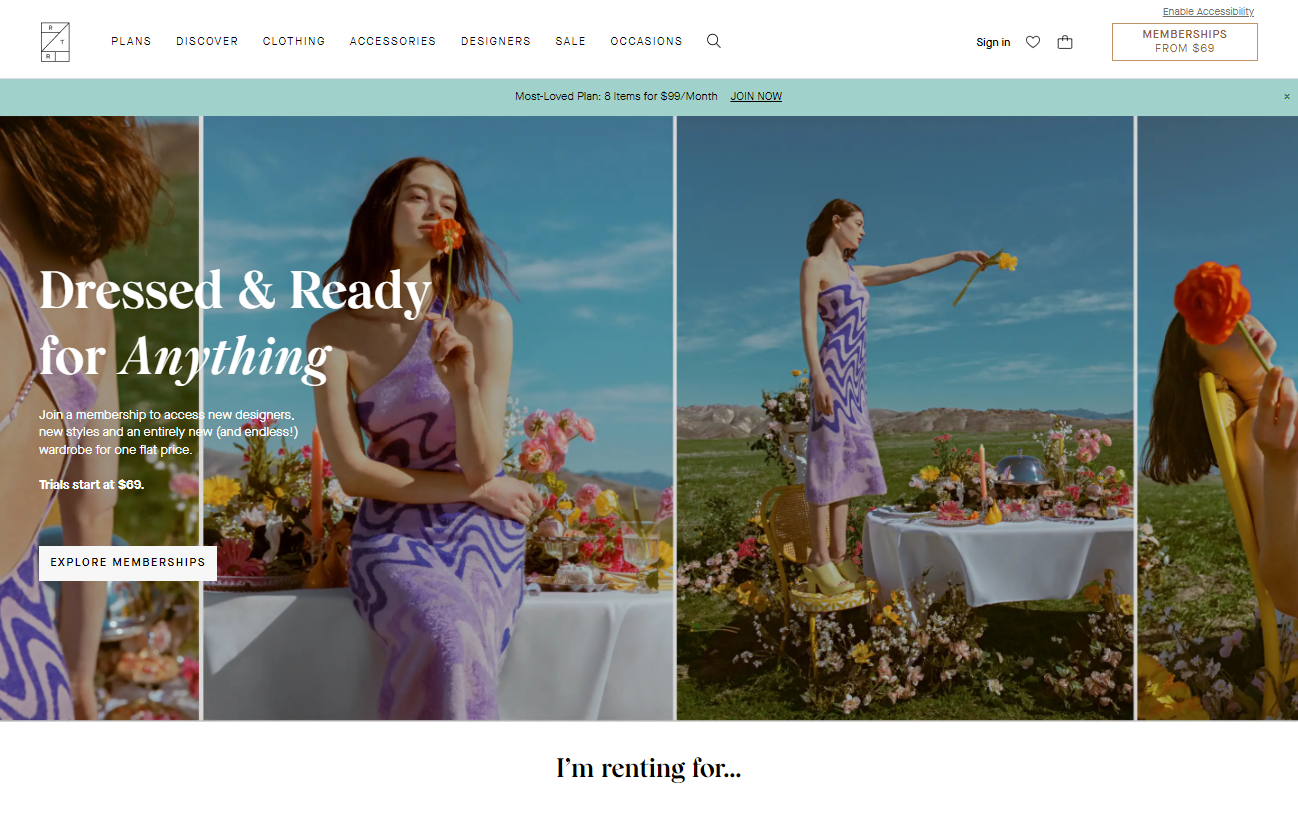 Enable Accessibility
R
T
R
PLANS DISCOVER CLOTHING ACCESSORIES DESIGNERS SALE OCCASIONS
Sign in
MEMBERSHIPS
FROM $69
Most-Loved Plan: 8 Items for $99/Month JOIN NOW
×
Dressed & Ready
for Anything
Join a membership to access new designers,
new styles and an entirely new (and endless!)
wardrobe for one flat price.
Trials start at $69.
EXPLORE MEMBERSHIPS
I'm renting for...